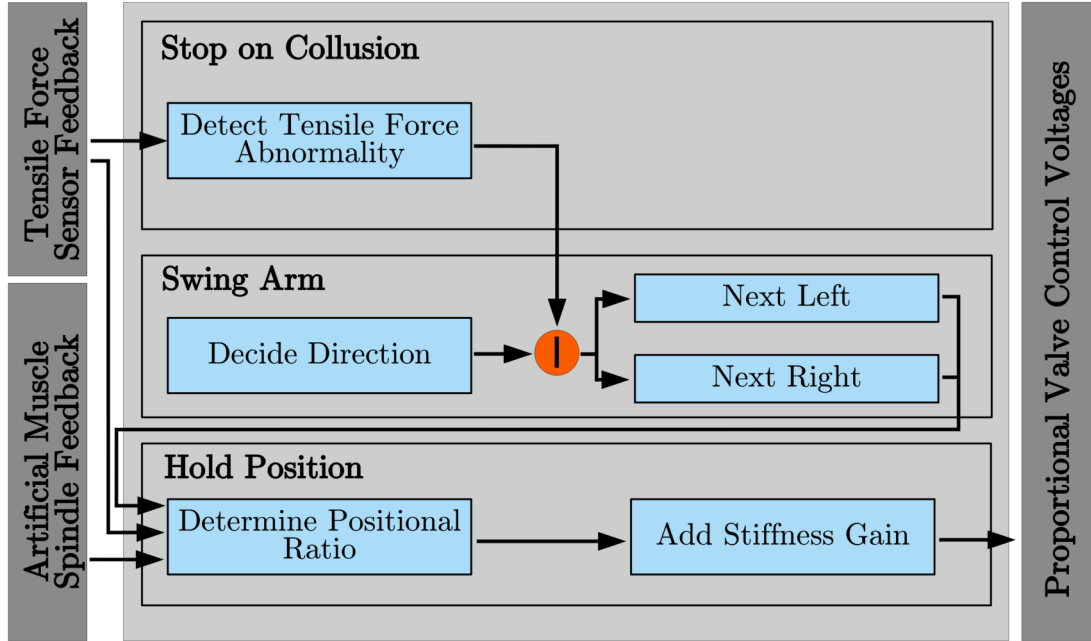 Tensile Force
Sensor Feedback
Artificial Muscle
Spindle Feedback
Stop on Collusion
Detect Tensile Force
Abnormality
Swing Arm
Decide Direction
I
Next Left
Next Right
Hold Position
Determine Positional
Ratio
Add Stiffness Gain
Proportional Valve Control Voltages